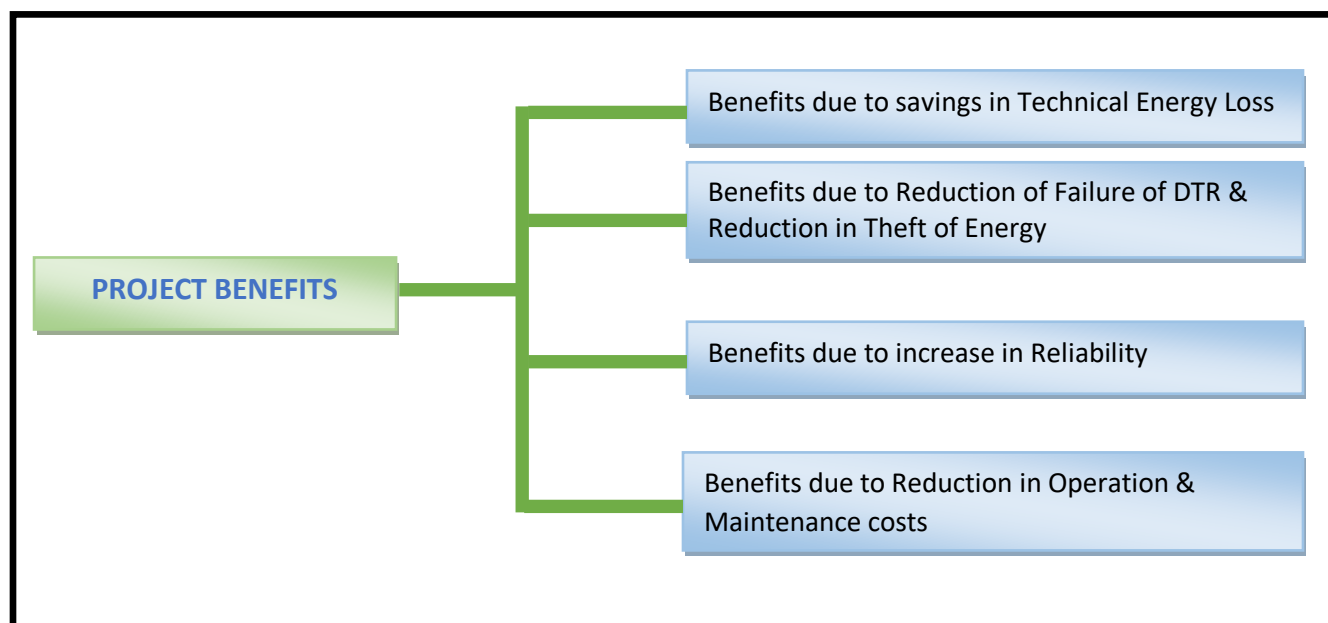 Benefits due to savings in Technical Energy Loss
Benefits due to Reduction of Failure of DTR &
Reduction in Theft of Energy
PROJECT BENEFITS
Benefits due to increase in Reliability
Benefits due to Reduction in Operation &
Maintenance costs